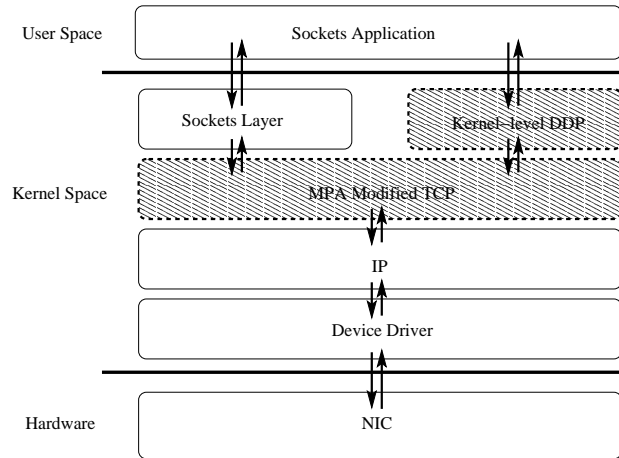 User Space
Sockets Application
Sockets Layer
Kernel-level DDP
Kernel Space
MPA Modified TCP
IP
Device Driver
Hardware
NIC